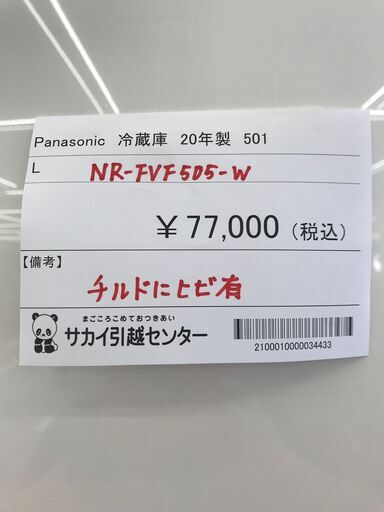 Panasonic 冷蔵庫 20年製 501
L NR-FVF505-W
¥77,000(税込)
【備考】
チルドにヒビ有
まごころこめておつきあい
サカイ引越センター
2100010000034433